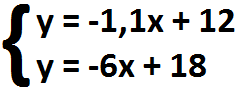 y = -1,1x + 12
y = -6x + 18